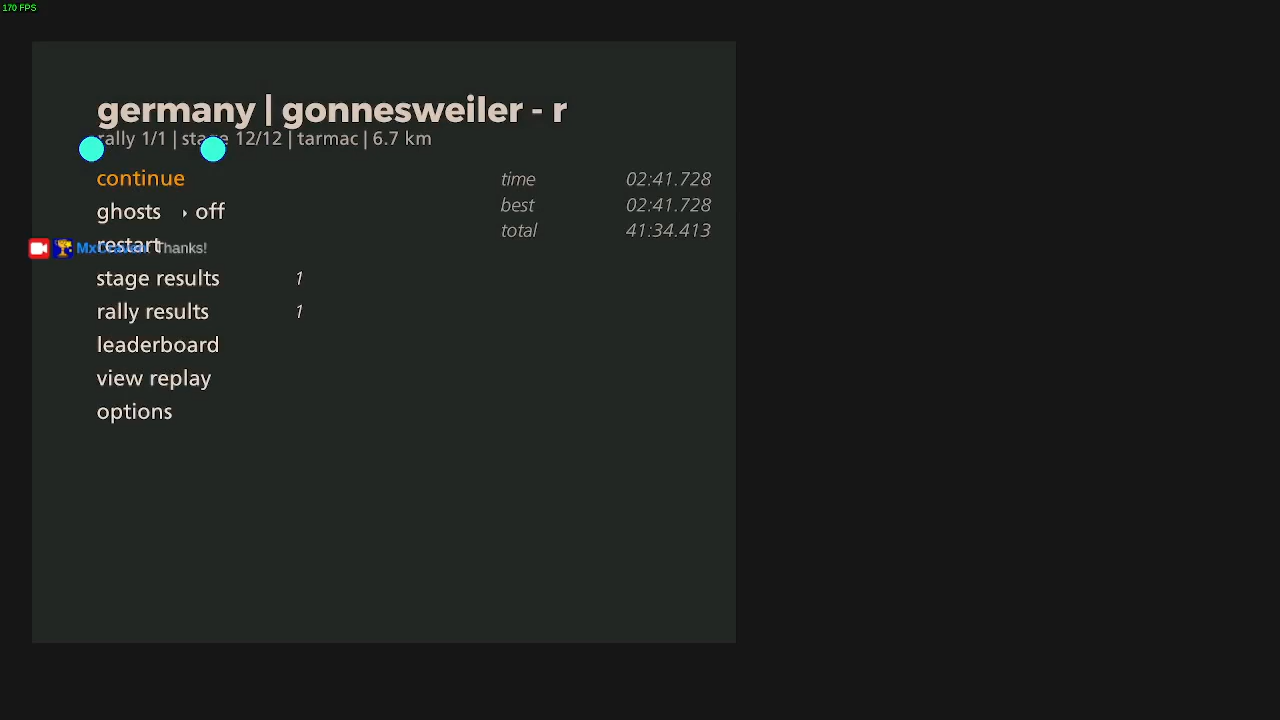 170 FPS
germany | gonnesweiler - r
rally 1/1 | stage 12/12 | tarmac | 6.7 km
continue
time 02:41.728
best 02:41.728
total 41:34.413
ghosts ‣ off
restart
Thanks!
stage results 1
rally results 1
leaderboard
view replay
options